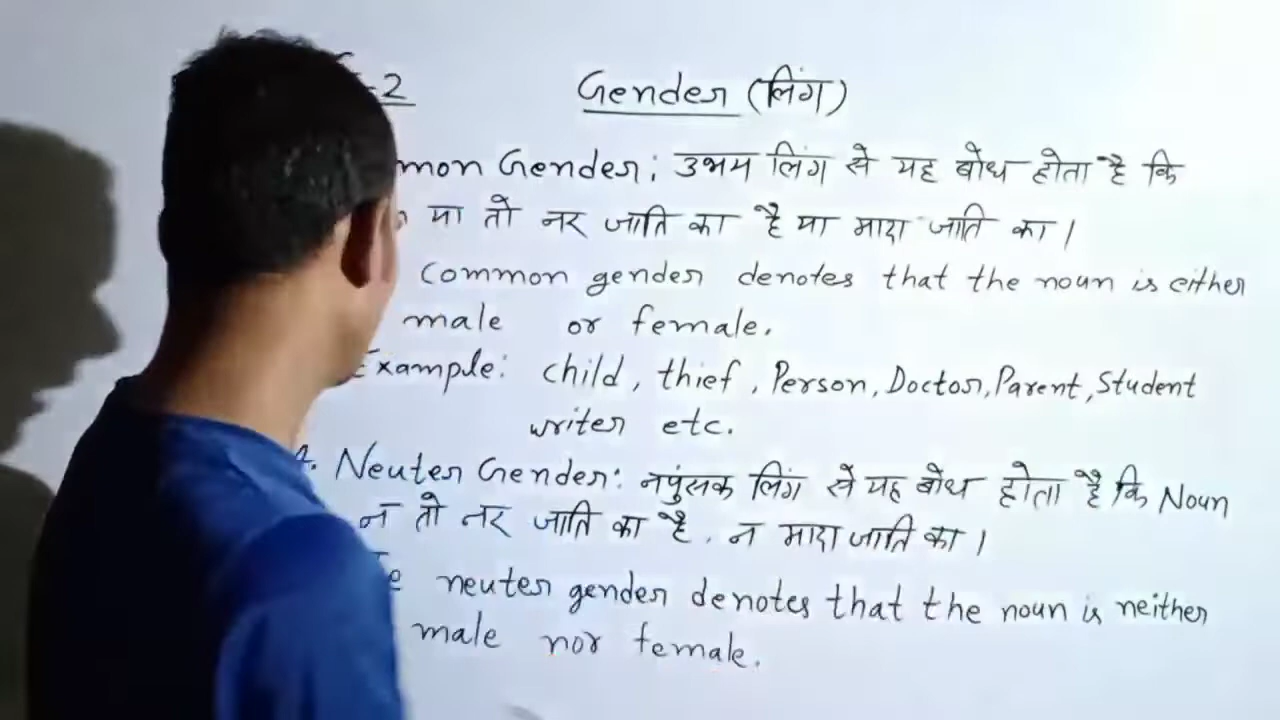 -2
Gender (लिंग)
mon Gender: उभय लिंग से यह बोध होता है कि
या तो नर जाति का है या मादा जाति का।
Common gender denotes that the noun is either
male or female.
Example: child, thief, Person, Doctor, Parent, Student
writer etc.
4. Neuter Gender: नपुंसक लिंग से यह बोध होता है कि Noun
न तो नर जाति का है, न मादा जाति का।
neuter gender denotes that the noun is neither
male nor female.